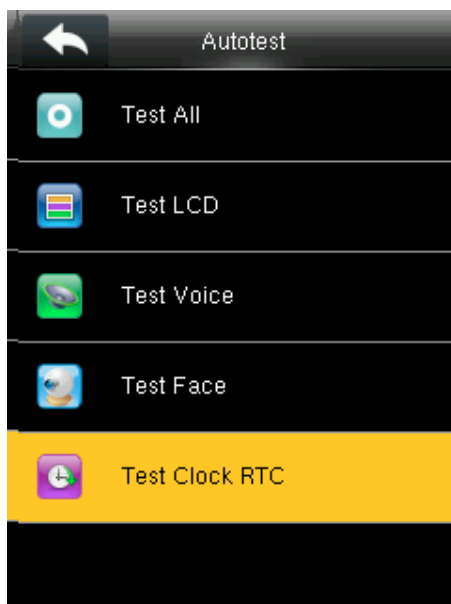 Autotest
Test All
Test LCD
Test Voice
Test Face
Test Clock RTC